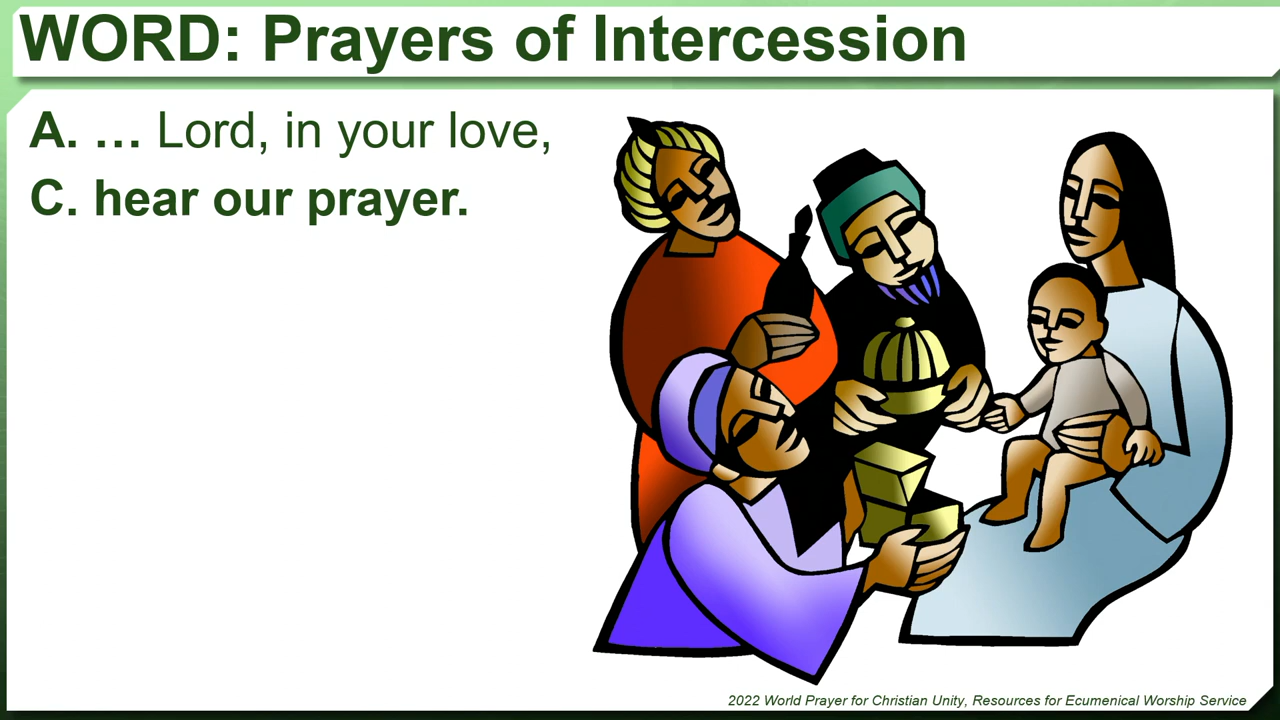 WORD: Prayers of Intercession
A. … Lord, in your love,
C. hear our prayer.
2022 World Prayer for Christian Unity, Resources for Ecumenical Worship Service